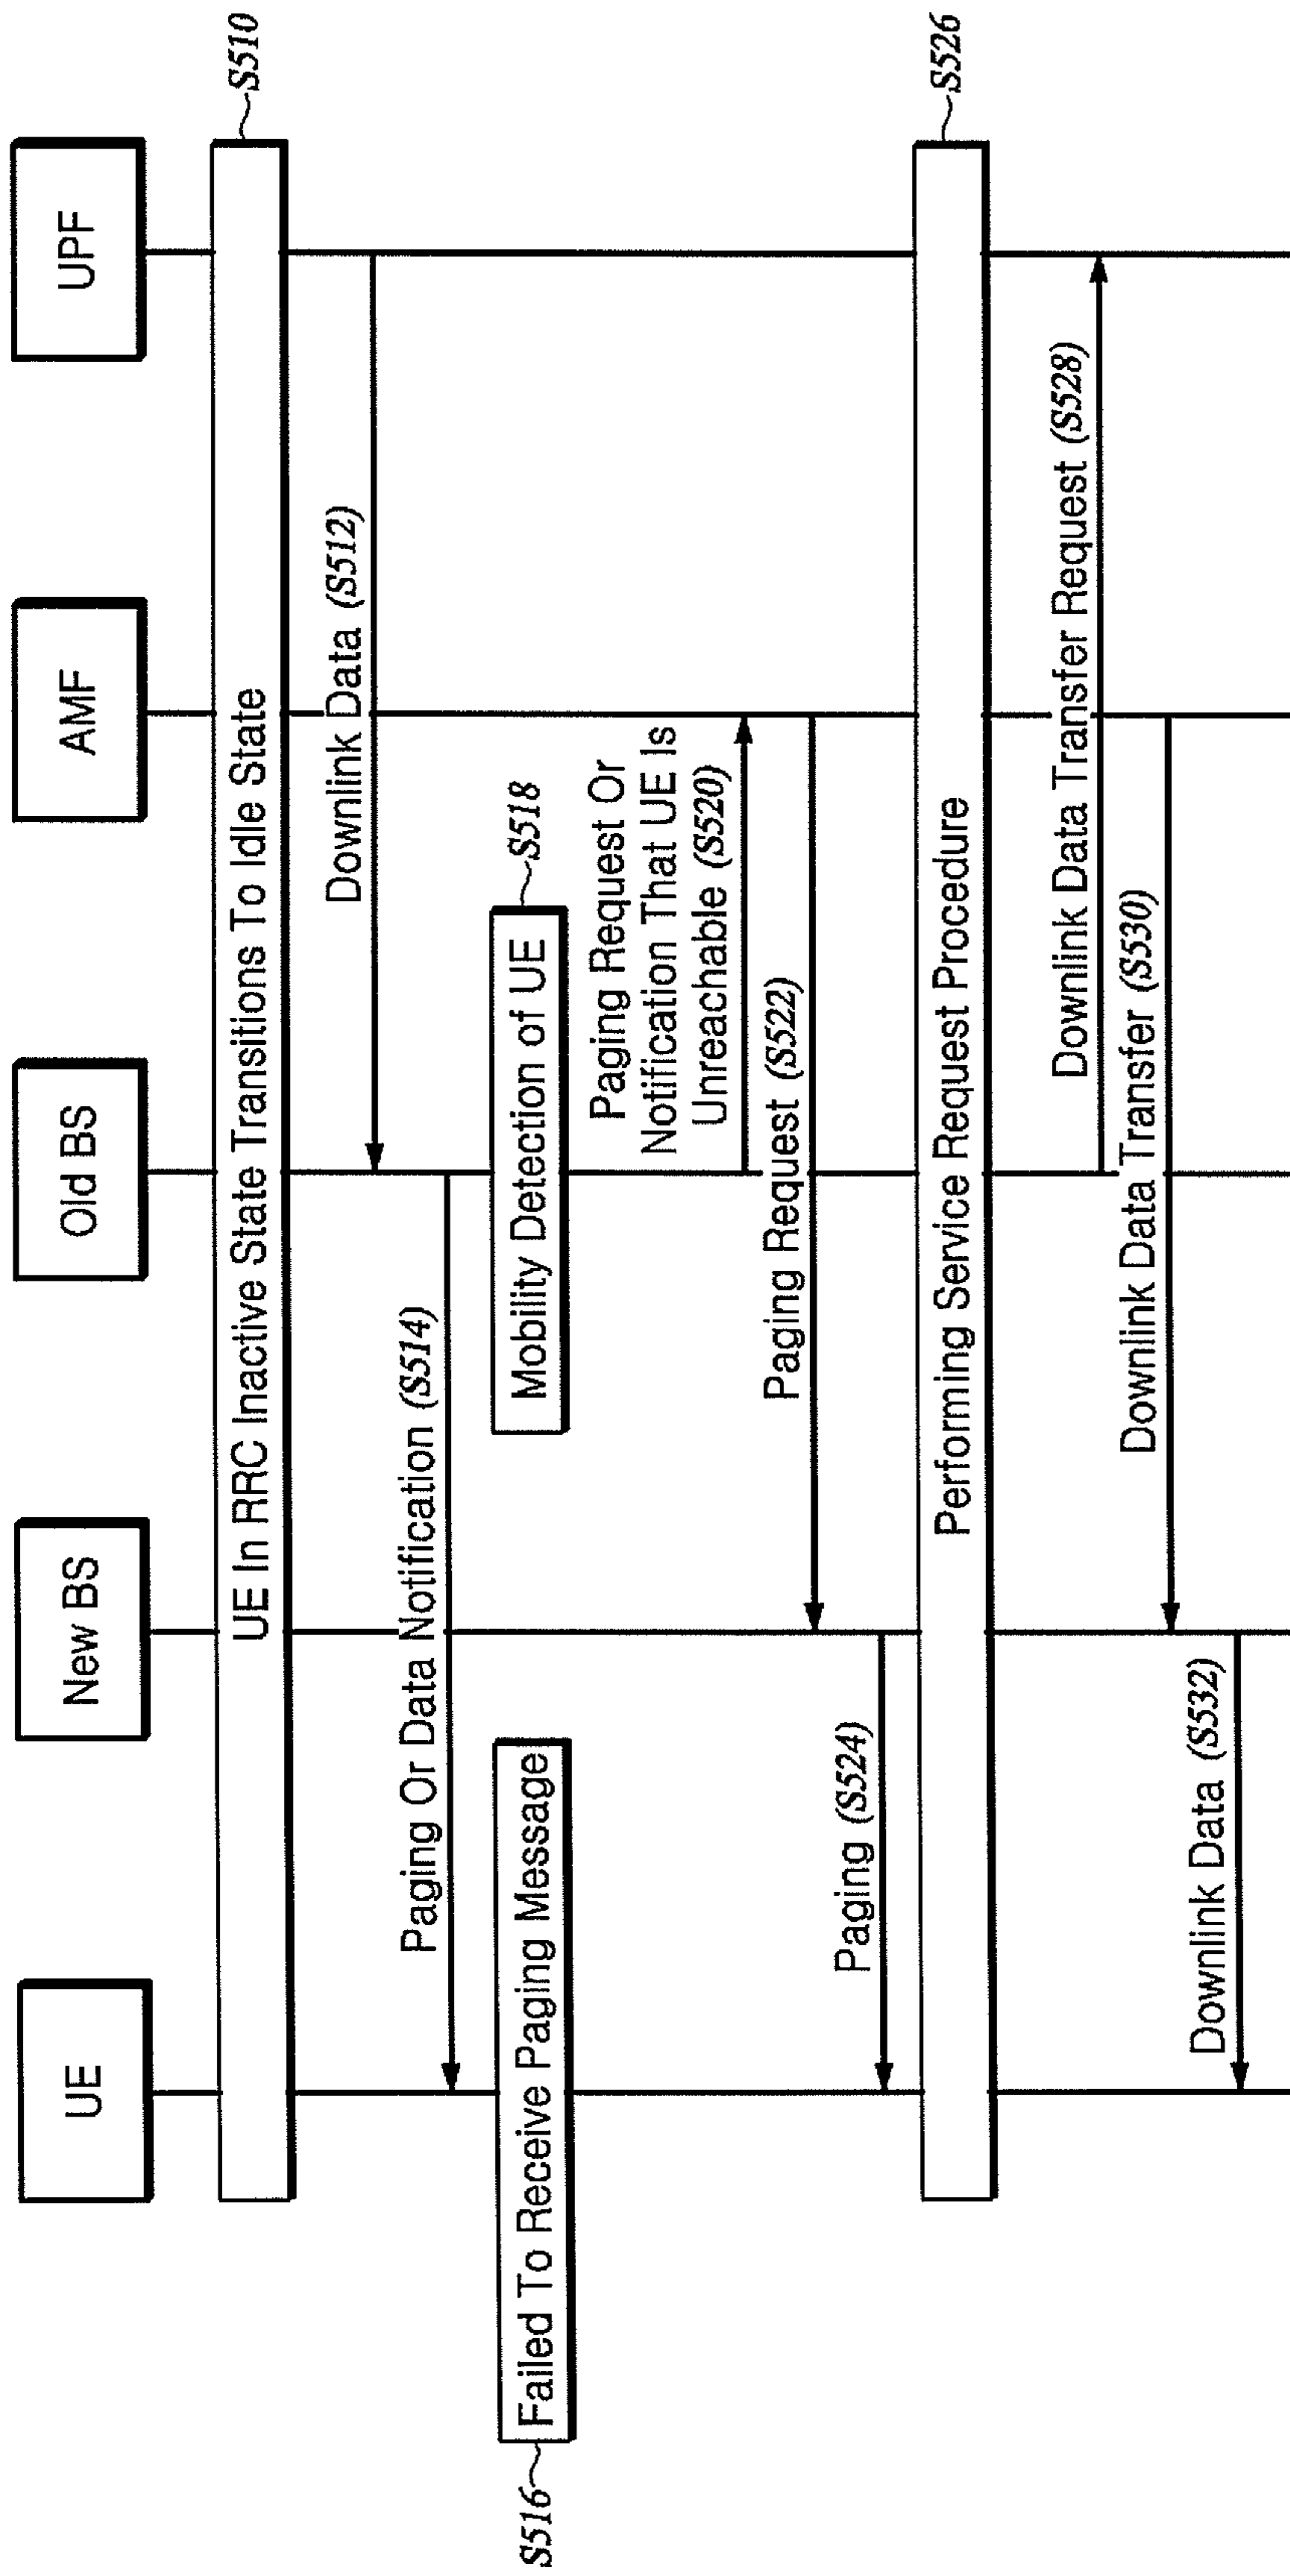 UE
New BS
Old BS
AMF
UPF
UE In RRC Inactive State Transitions To Idle State
S510
Downlink Data (S512)
Paging Or Data Notification (S514)
S516
Failed To Receive Paging Message
Mobility Detection of UE
S518
Paging Request Or
Notification That UE Is
Unreachable (S520)
Paging Request (S522)
Paging (S524)
Performing Service Request Procedure
S526
Downlink Data Transfer Request (S528)
Downlink Data Transfer (S530)
Downlink Data (S532)